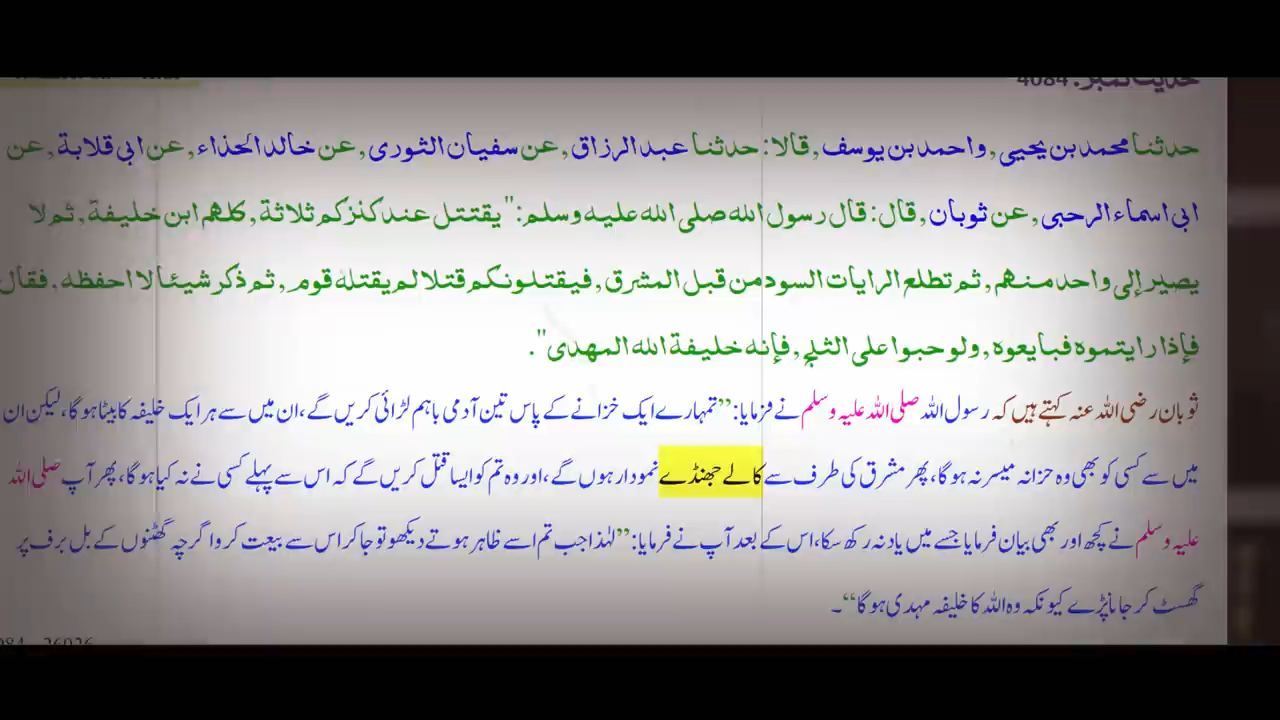 حدیث نمبر: 4084
حدثنا محمد بن يحيى, واحمد بن يوسف, قالا: حدثنا عبد الرزاق, عن سفيان الثوري, عن خالد الحذاء, عن ابي قلابة, عن
ابي اسماء الرحبي, عن ثوبان, قال: قال رسول الله صلى الله عليه وسلم:" يقتتل عند كنزكم ثلاثة, كلهم ابن خليفة, ثم لا
يصير إلى واحد منهم, ثم تطلع الرايات السود من قبل المشرق, فيقتلونكم قتلا لم يقتله قوم, ثم ذكر شيئا لا احفظه, فقال
فإذا رايتموه فبايعوه, ولو حبوا على الثلج, فإنه خليفة الله المهدي".
ثوبان رضی اللہ عنہ کہتے ہیں کہ رسول اللہ صلی اللہ علیہ وسلم نے فرمایا: ”تمہارے ایک خزانے کے پاس تین آدمی باہم لڑائی کریں گے، ان میں سے ہر ایک خلیفہ کا بیٹا ہو گا، لیکن ان
میں سے کسی کو بھی وہ خزانہ میسر نہ ہو گا، پھر مشرق کی طرف سے کالے جھنڈے نمودار ہوں گے، اور وہ تم کو ایسا قتل کریں گے کہ اس سے پہلے کسی نے نہ کیا ہو گا، پھر آپ صلی اللہ
علیہ وسلم نے کچھ اور بھی بیان فرمایا جسے میں یاد نہ رکھ سکا، اس کے بعد آپ نے فرمایا: ”لہٰذا جب تم اسے ظاہر ہوتے دیکھو تو جا کر اس سے بیعت کرو اگرچہ گھٹنوں کے بل برف پر
گھسٹ کر جانا پڑے کیونکہ وہ اللہ کا خلیفہ مہدی ہو گا“۔